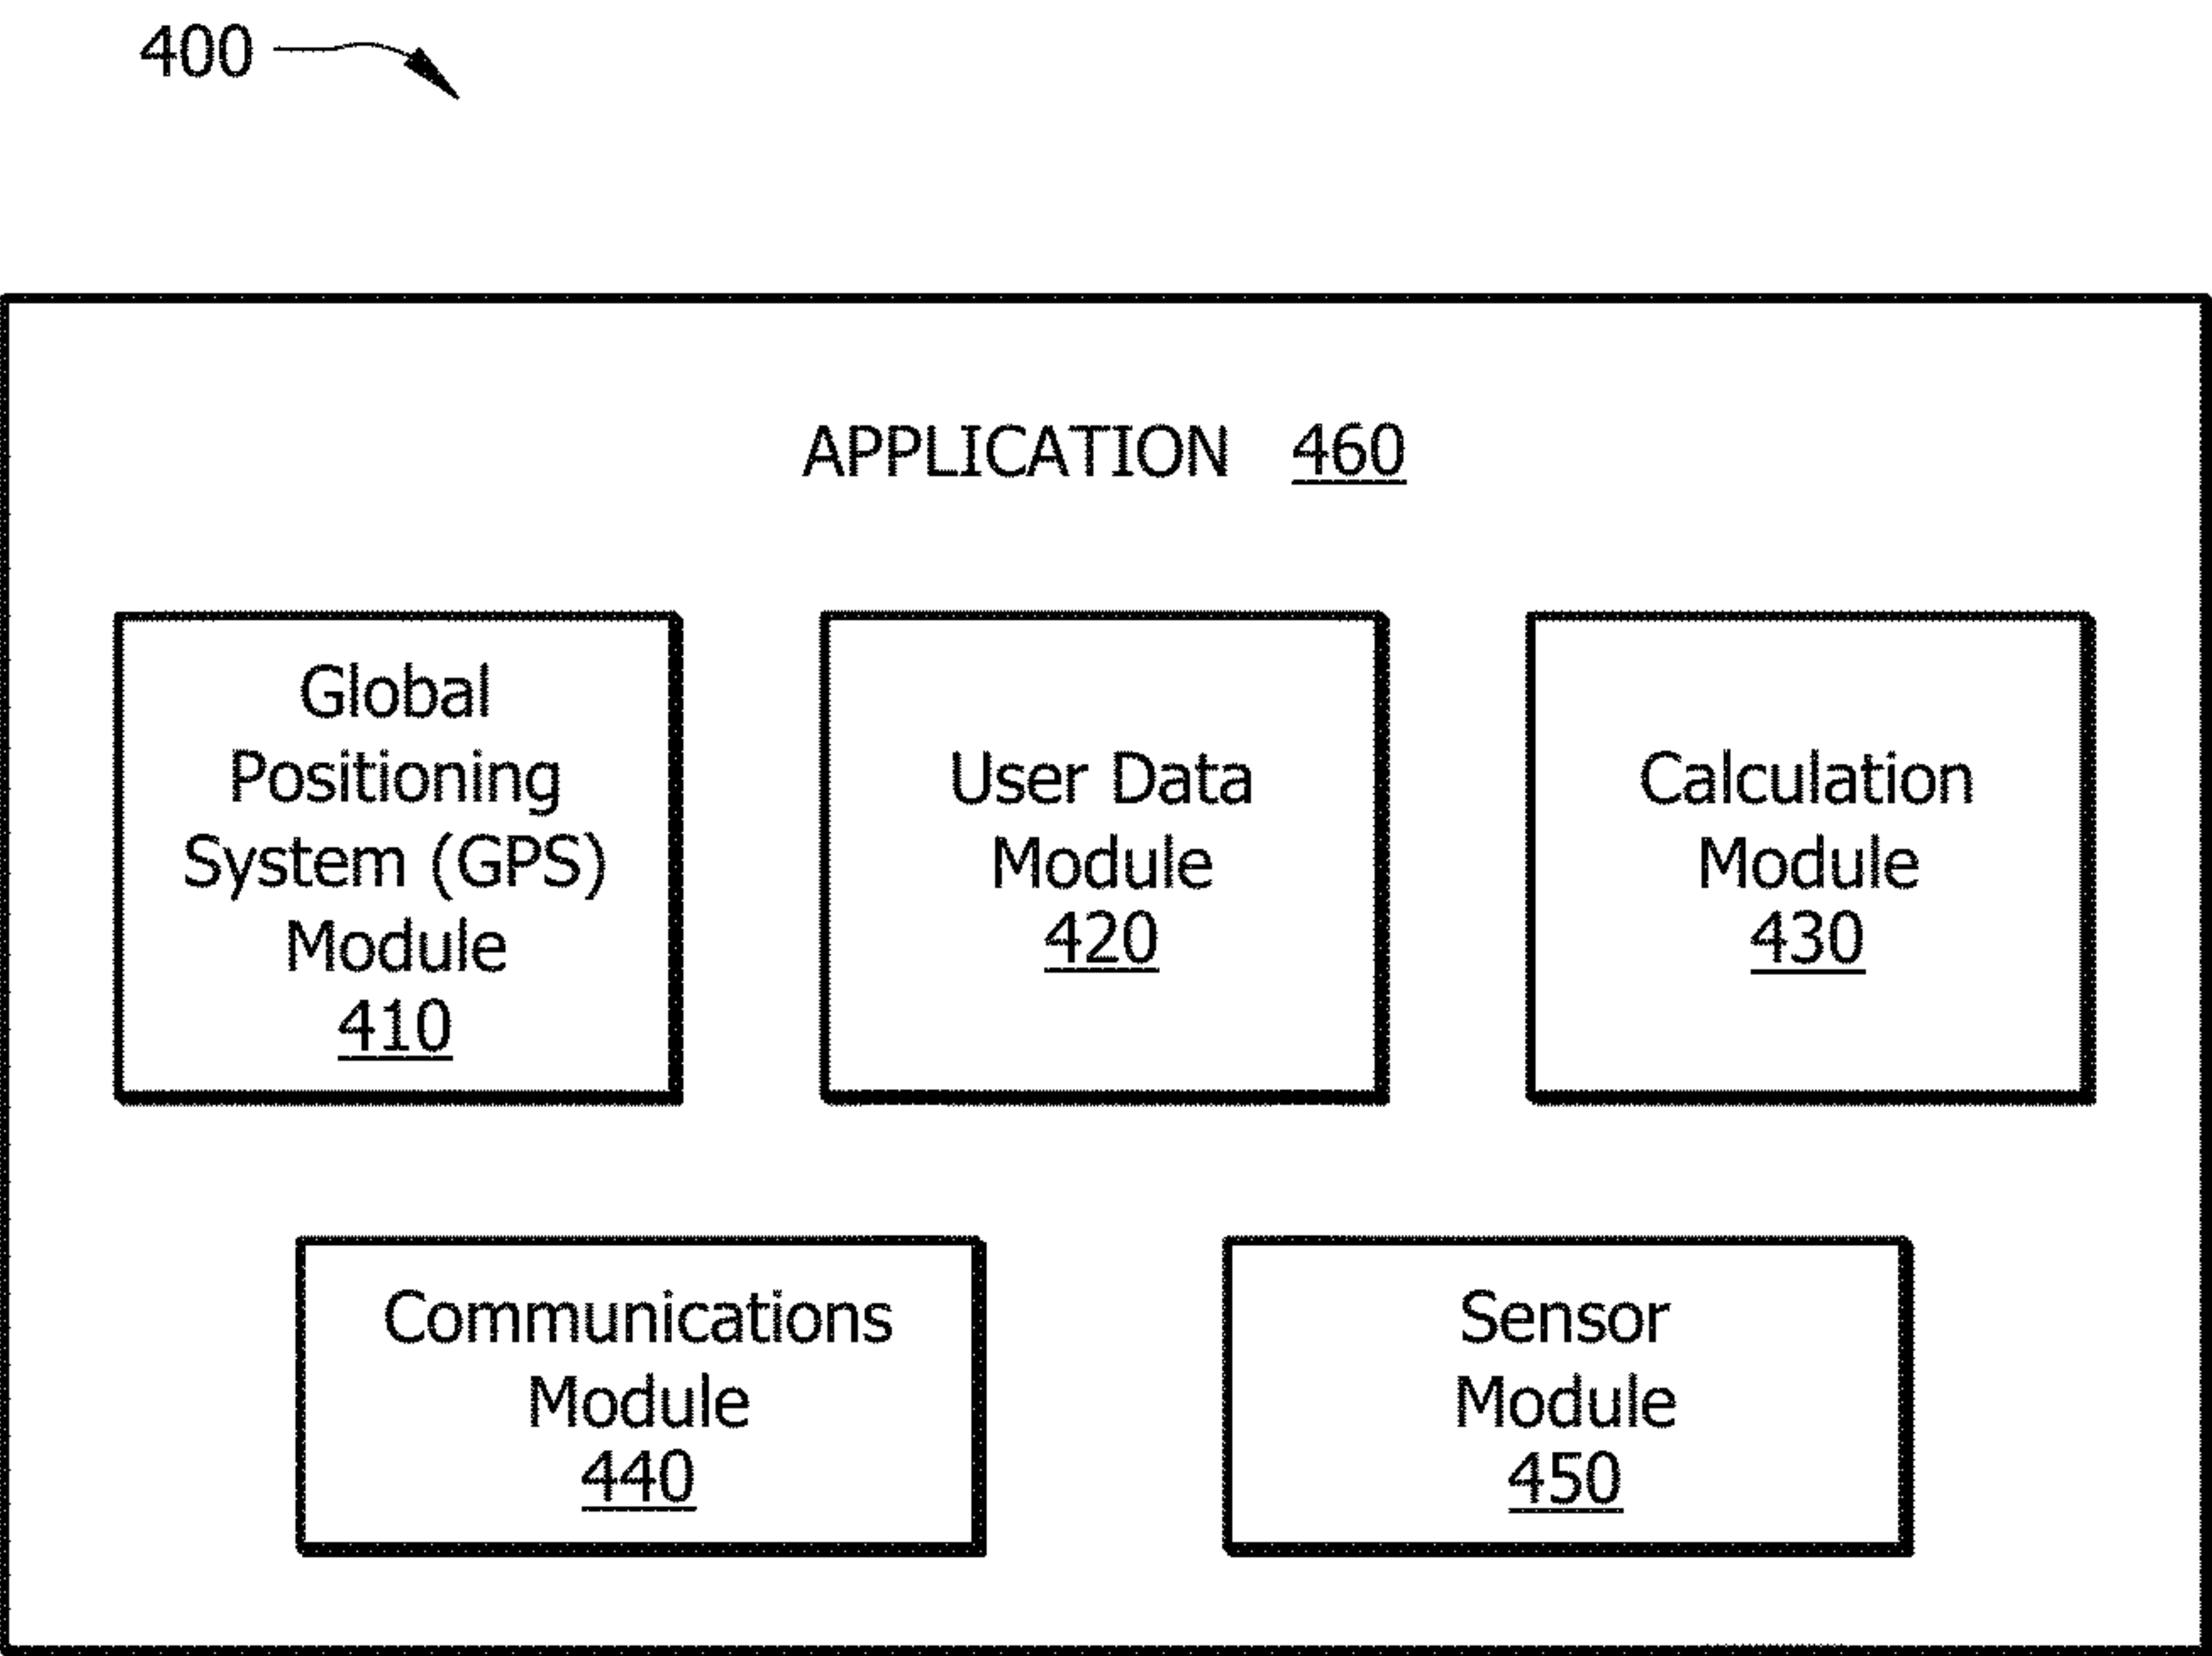 400
APPLICATION 460
Global
Positioning
System (GPS)
Module
410
User Data
Module
420
Calculation
Module
430
Communications
Module
440
Sensor
Module
450